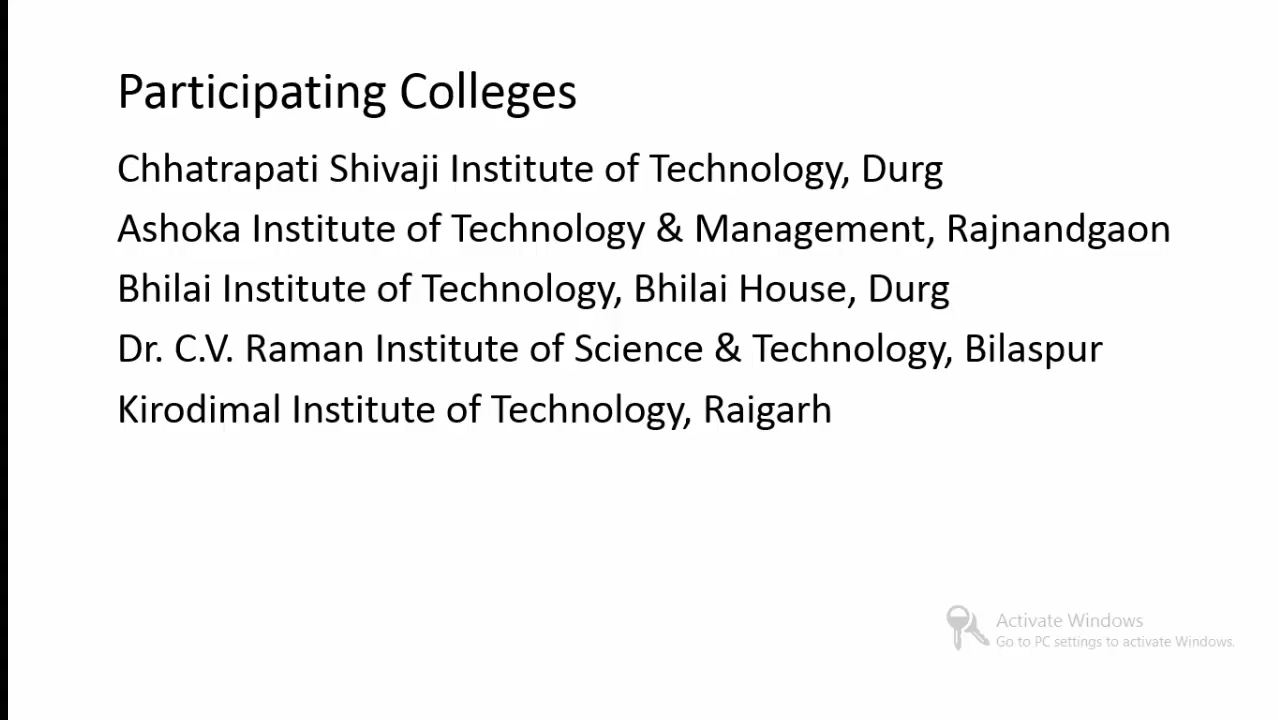 Participating Colleges
Chhatrapati Shivaji Institute of Technology, Durg
Ashoka Institute of Technology & Management, Rajnandgaon
Bhilai Institute of Technology, Bhilai House, Durg
Dr. C.V. Raman Institute of Science & Technology, Bilaspur
Kirodimal Institute of Technology, Raigarh
Activate Windows
Go to PC settings to activate Windows.